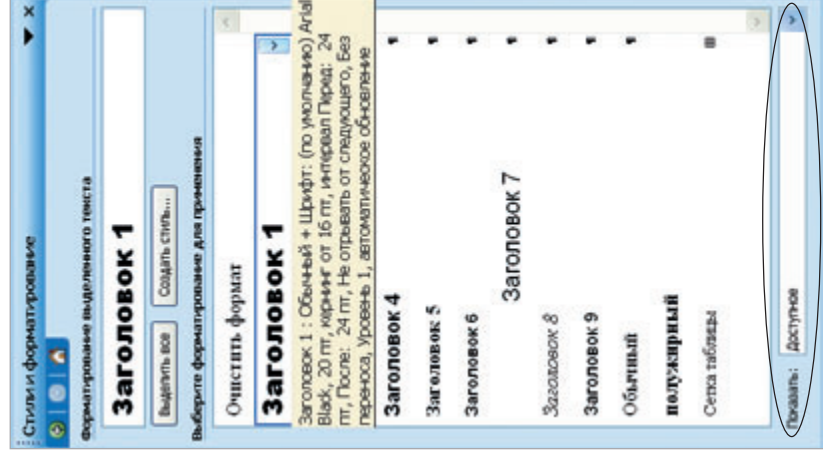 Стили и форматирование
Форматирование выделенного текста
Заголовок 1
Выделить все
Создать стиль...
Выберите форматирование для применения
Очистить формат
Заголовок 1
Заголовок 1 : Обычный + Шрифт: (по умолчанию) Arial
Black, 20 пт, кернинг от 16 пт, интервал Перед: 24
пт, После: 24 пт, Не отрывать от следующего, Без
переноса, Уровень 1, автоматическое обновление
Заголовок 4
Заголовок 5
Заголовок 6
Заголовок 7
Заголовок 8
Заголовок 9
Обычный
полужирный
Сетка таблицы
Показать: Доступное